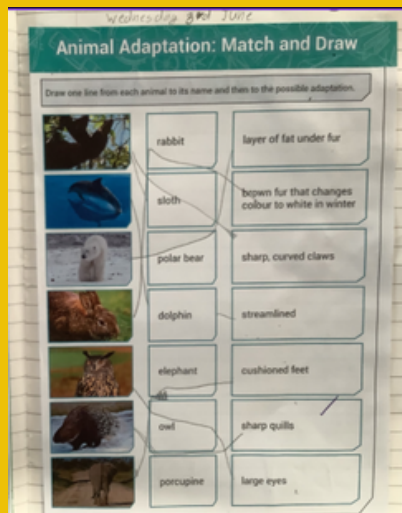 Wednesday 3rd June
Animal Adaptation: Match and Draw
Draw one line from each animal to its name and then to the possible adaptation.
rabbit
layer of fat under fur
sloth
brown fur that changes
colour to white in winter
polar bear
sharp, curved claws
dolphin
streamlined
elephant
cushioned feet
owl
sharp quills
porcupine
large eyes